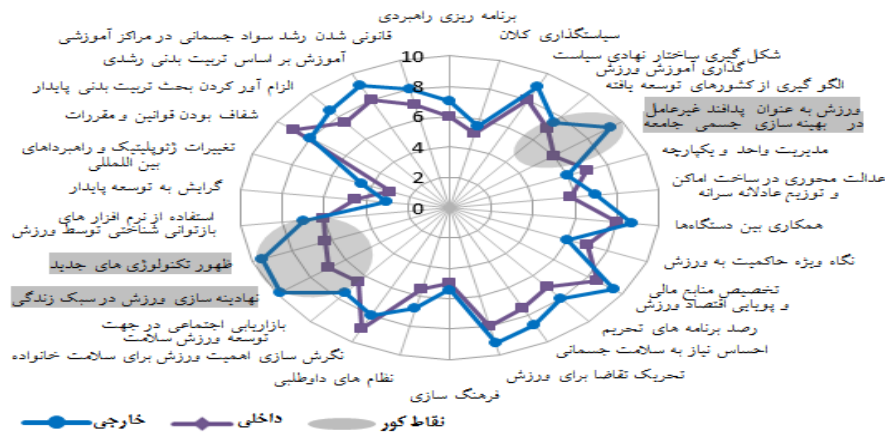 برنامه ریزی راهبردی
سیاستگذاری کلان
شکل گیری ساختار نهادی سیاست
گذاری آموزش ورزش
الگو گیری از کشورهای توسعه یافته
ورزش به عنوان پدافند غیرعامل
در بهینه سازی جسمی جامعه
مدیریت واحد و یکپارچه
عدالت محوری در ساخت اماکن
و توزیع عادلانه سرانه
همکاری بین دستگاه‌ها
نگاه ویژه حاکمیت به ورزش
تخصیص منابع مالی
و پویایی اقتصاد ورزش
رصد برنامه های تحریم
احساس نیاز به سلامت جسمانی
تحریک تقاضا برای ورزش
فرهنگ سازی
نظام های داوطلبی
نگرش سازی اهمیت ورزش برای سلامت خانواده
بازاریابی اجتماعی در جهت
توسعه ورزش سلامت
نهادینه سازی ورزش در سبک زندگی
ظهور تکنولوژی های جدید
استفاده از نرم افزار های
بازتوانی شناختی توسط ورزش
گرایش به توسعه پایدار
تغییرات ژئوپلیتیک و راهبردهای
بین المللی
شفاف بودن قوانین و مقررات
الزام آور کردن بحث تربیت بدنی پایدار
آموزش بر اساس تربیت بدنی رشدی
قانونی شدن رشد سواد جسمانی در مراکز آموزشی
10
8
6
4
2
0
خارجی
داخلی
نقاط کور